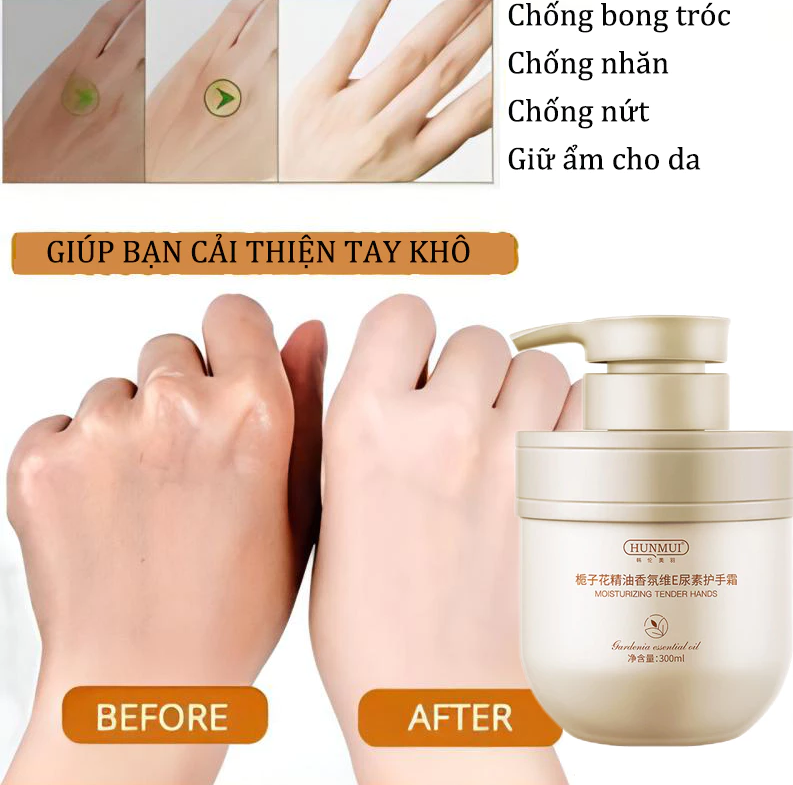 Chống bong tróc
Chống nhăn
Chống nứt
Giữ ẩm cho da
GIÚP BẠN CẢI THIỆN TAY KHÔ
HUNMUI
栀子花精油香氛维E尿素护手霜
MOISTURIZING TENDER HANDS
Gardenia essential oil
净含量:300ml
BEFORE
AFTER